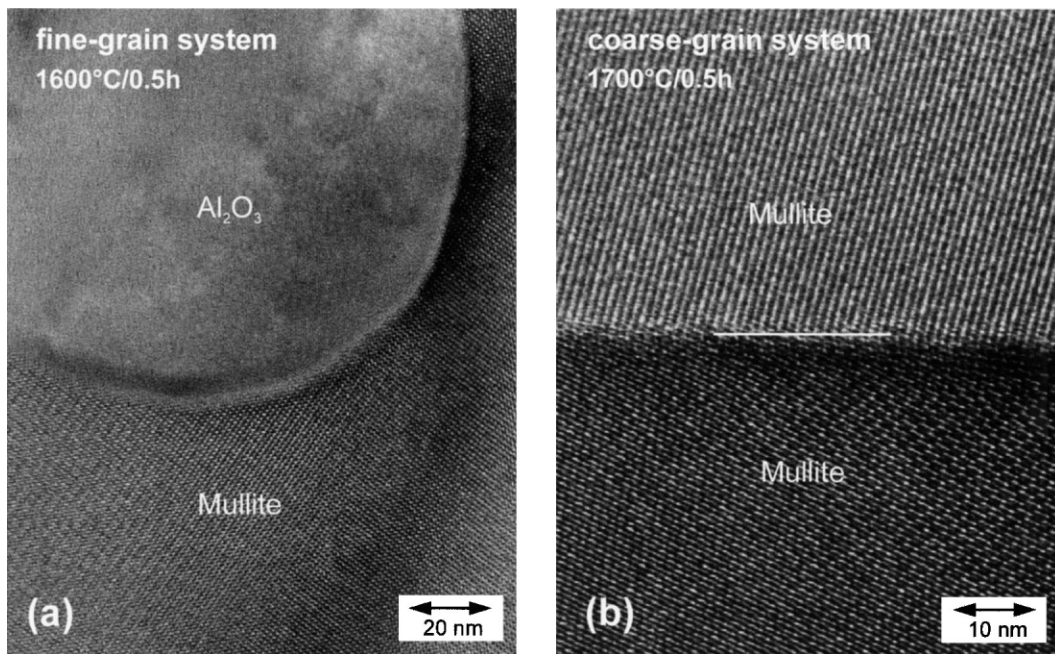 fine-grain system
1600°C/0.5h
Al₂O₃
Mullite
(a)
20 nm
coarse-grain system
1700°C/0.5h
Mullite
Mullite
(b)
10 nm